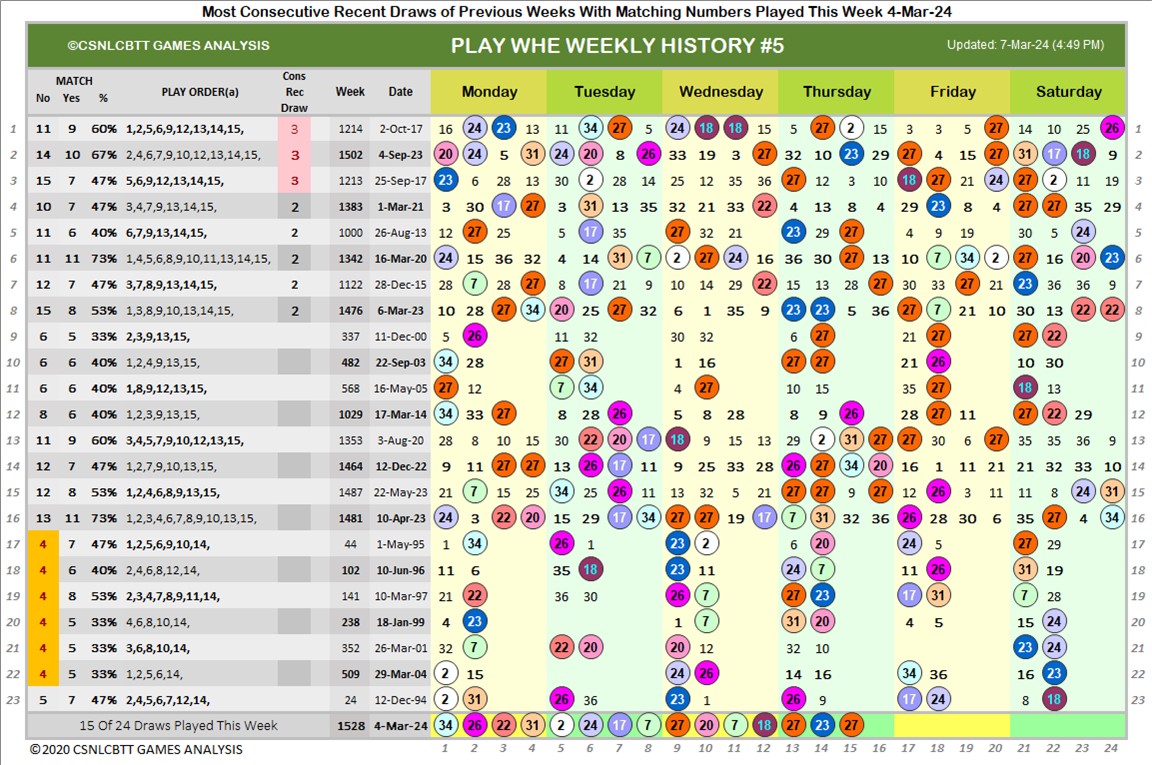 Most Consecutive Recent Draws of Previous Weeks With Matching Numbers Played This Week 4-Mar-24
©CSNLCBTT GAMES ANALYSIS PLAY WHE WEEKLY HISTORY #5 Updated: 7-Mar-24 (4:49 PM)
MATCH Cons
No Yes % PLAY ORDER(a) Rec Week Date Monday Tuesday Wednesday Thursday Friday Saturday
Draw
1 11 9 60% 1,2,5,6,9,12,13,14,15, 3 1214 2-Oct-17 16 24 23 13 11 34 27 5 24 18 18 15 5 27 2 15 3 3 5 27 14 10 25 26 1
2 14 10 67% 2,4,6,7,9,10,12,13,14,15, 3 1502 4-Sep-23 20 24 5 31 24 20 8 26 33 19 3 27 32 10 23 29 27 4 15 27 31 17 18 9 2
3 15 7 47% 5,6,9,12,13,14,15, 3 1213 25-Sep-17 23 6 28 13 30 2 28 14 25 12 35 36 27 12 3 10 18 27 21 24 27 2 11 19 3
4 10 7 47% 3,4,7,9,13,14,15, 2 1383 1-Mar-21 3 30 17 27 3 31 13 35 32 21 33 22 4 13 8 4 29 23 8 4 27 27 35 29 4
5 11 6 40% 6,7,9,13,14,15, 2 1000 26-Aug-13 12 27 25 5 17 35 27 32 21 23 29 27 4 9 19 30 5 24 5
6 11 11 73% 1,4,5,6,8,9,10,11,13,14,15, 2 1342 16-Mar-20 24 15 36 32 4 14 31 7 2 27 24 16 36 30 27 13 10 7 34 2 27 16 20 23 6
7 12 7 47% 3,7,8,9,13,14,15, 2 1122 28-Dec-15 28 7 28 27 8 17 21 9 10 14 29 22 15 13 28 27 30 33 27 21 23 36 36 9 7
8 15 8 53% 1,3,8,9,10,13,14,15, 2 1476 6-Mar-23 10 28 27 34 20 25 27 32 6 1 35 9 23 23 5 36 27 7 21 10 30 13 22 22 8
9 6 5 33% 2,3,9,13,15, 337 11-Dec-00 5 26 11 32 30 32 6 27 21 27 27 22 9
10 6 6 40% 1,2,4,9,13,15, 482 22-Sep-03 34 28 27 31 1 16 27 27 21 26 10 30 10
11 6 6 40% 1,8,9,12,13,15, 568 16-May-05 27 12 7 34 4 27 10 15 35 27 18 13 11
12 8 6 40% 1,2,3,9,13,15, 1029 17-Mar-14 34 33 27 8 28 26 5 8 28 8 9 26 28 27 11 27 22 29 12
13 11 9 60% 3,4,5,7,9,10,12,13,15, 1353 3-Aug-20 28 8 10 15 30 22 20 17 18 9 15 13 29 2 31 27 27 30 6 27 35 35 36 9 13
14 12 7 47% 1,2,7,9,10,13,15, 1464 12-Dec-22 9 11 27 27 13 26 17 11 9 25 33 28 26 27 34 20 16 1 11 21 21 32 33 10 14
15 12 8 53% 1,2,4,6,8,9,13,15, 1487 22-May-23 21 7 15 25 34 25 26 11 13 32 5 21 27 27 9 27 12 26 3 11 11 8 24 31 15
16 13 11 73% 1,2,3,4,6,7,8,9,10,13,15, 1481 10-Apr-23 24 3 22 20 15 29 17 34 27 27 19 17 7 31 32 36 26 28 30 6 35 27 4 34 16
17 4 7 47% 1,2,5,6,9,10,14, 44 1-May-95 1 34 26 1 23 2 6 20 24 5 27 29 17
18 4 6 40% 2,4,6,8,12,14, 102 10-Jun-96 11 6 35 18 23 11 24 7 18 26 31 19 18
19 4 8 53% 2,3,4,7,8,9,11,14, 141 10-Mar-97 21 22 36 30 26 7 27 23 17 31 7 28 19
20 4 5 33% 4,6,8,10,14, 238 18-Jan-99 4 23 1 7 31 20 4 5 15 24 20
21 4 5 33% 3,6,8,10,14, 352 26-Mar-01 32 7 22 20 20 12 32 10 23 24 21
22 4 5 33% 1,2,5,6,14, 509 29-Mar-04 2 15 24 26 14 16 34 36 16 23 22
23 5 7 47% 2,4,5,6,7,12,14, 24 12-Dec-94 2 31 26 36 23 1 26 9 17 24 8 18 23
15 Of 24 Draws Played This Week 1528 4-Mar-24 34 26 22 31 2 24 17 7 27 20 7 18 27 23 27
© 2020 CSNLCBTT GAMES ANALYSIS 1 2 3 4 5 6 7 8 9 10 11 12 13 14 15 16 17 18 19 20 21 22 23 24